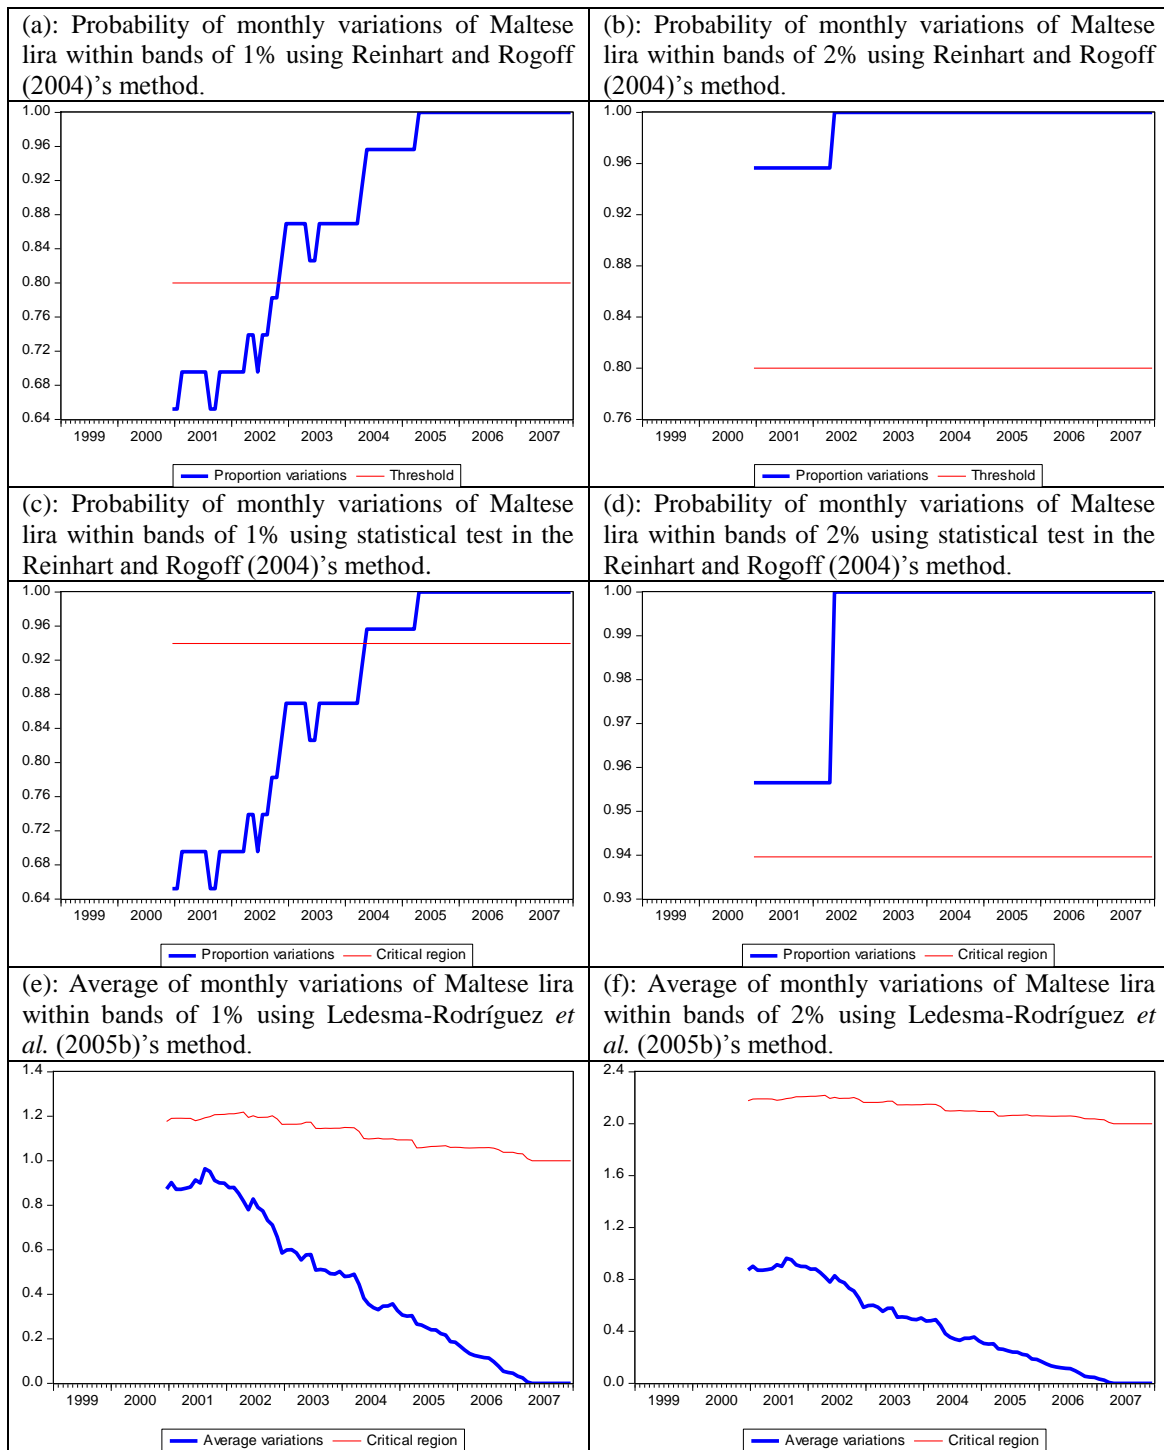 (a): Probability of monthly variations of Maltese
lira within bands of 1% using Reinhart and Rogoff
(2004)'s method.
(b): Probability of monthly variations of Maltese
lira within bands of 2% using Reinhart and Rogoff
(2004)'s method.
1.00
0.96
0.92
0.88
0.84
0.80
0.76
0.72
0.68
0.64
1999 2000 2001 2002 2003 2004 2005 2006 2007
Proportion variations Threshold
1.00
0.96
0.92
0.88
0.84
0.80
0.76
1999 2000 2001 2002 2003 2004 2005 2006 2007
Proportion variations Threshold
(c): Probability of monthly variations of Maltese
lira within bands of 1% using statistical test in the
Reinhart and Rogoff (2004)'s method.
(d): Probability of monthly variations of Maltese
lira within bands of 2% using statistical test in the
Reinhart and Rogoff (2004)'s method.
1.00
0.96
0.92
0.88
0.84
0.80
0.76
0.72
0.68
0.64
1999 2000 2001 2002 2003 2004 2005 2006 2007
Proportion variations Critical region
1.00
0.99
0.98
0.97
0.96
0.95
0.94
0.93
1999 2000 2001 2002 2003 2004 2005 2006 2007
Proportion variations Critical region
(e): Average of monthly variations of Maltese lira
within bands of 1% using Ledesma-Rodríguez et
al. (2005b)'s method.
(f): Average of monthly variations of Maltese lira
within bands of 2% using Ledesma-Rodríguez et
al. (2005b)'s method.
1.4
1.2
1.0
0.8
0.6
0.4
0.2
0.0
1999 2000 2001 2002 2003 2004 2005 2006 2007
Average variations Critical region
2.4
2.0
1.6
1.2
0.8
0.4
0.0
1999 2000 2001 2002 2003 2004 2005 2006 2007
Average variations Critical region